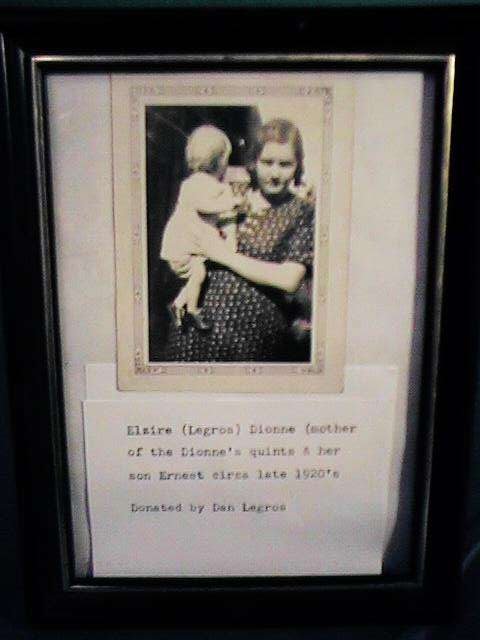 Elzire (Legros) Dionne (mother
of the Dionne's quints & her
son Ernest circa late 1920's
Donated by Dan Legros